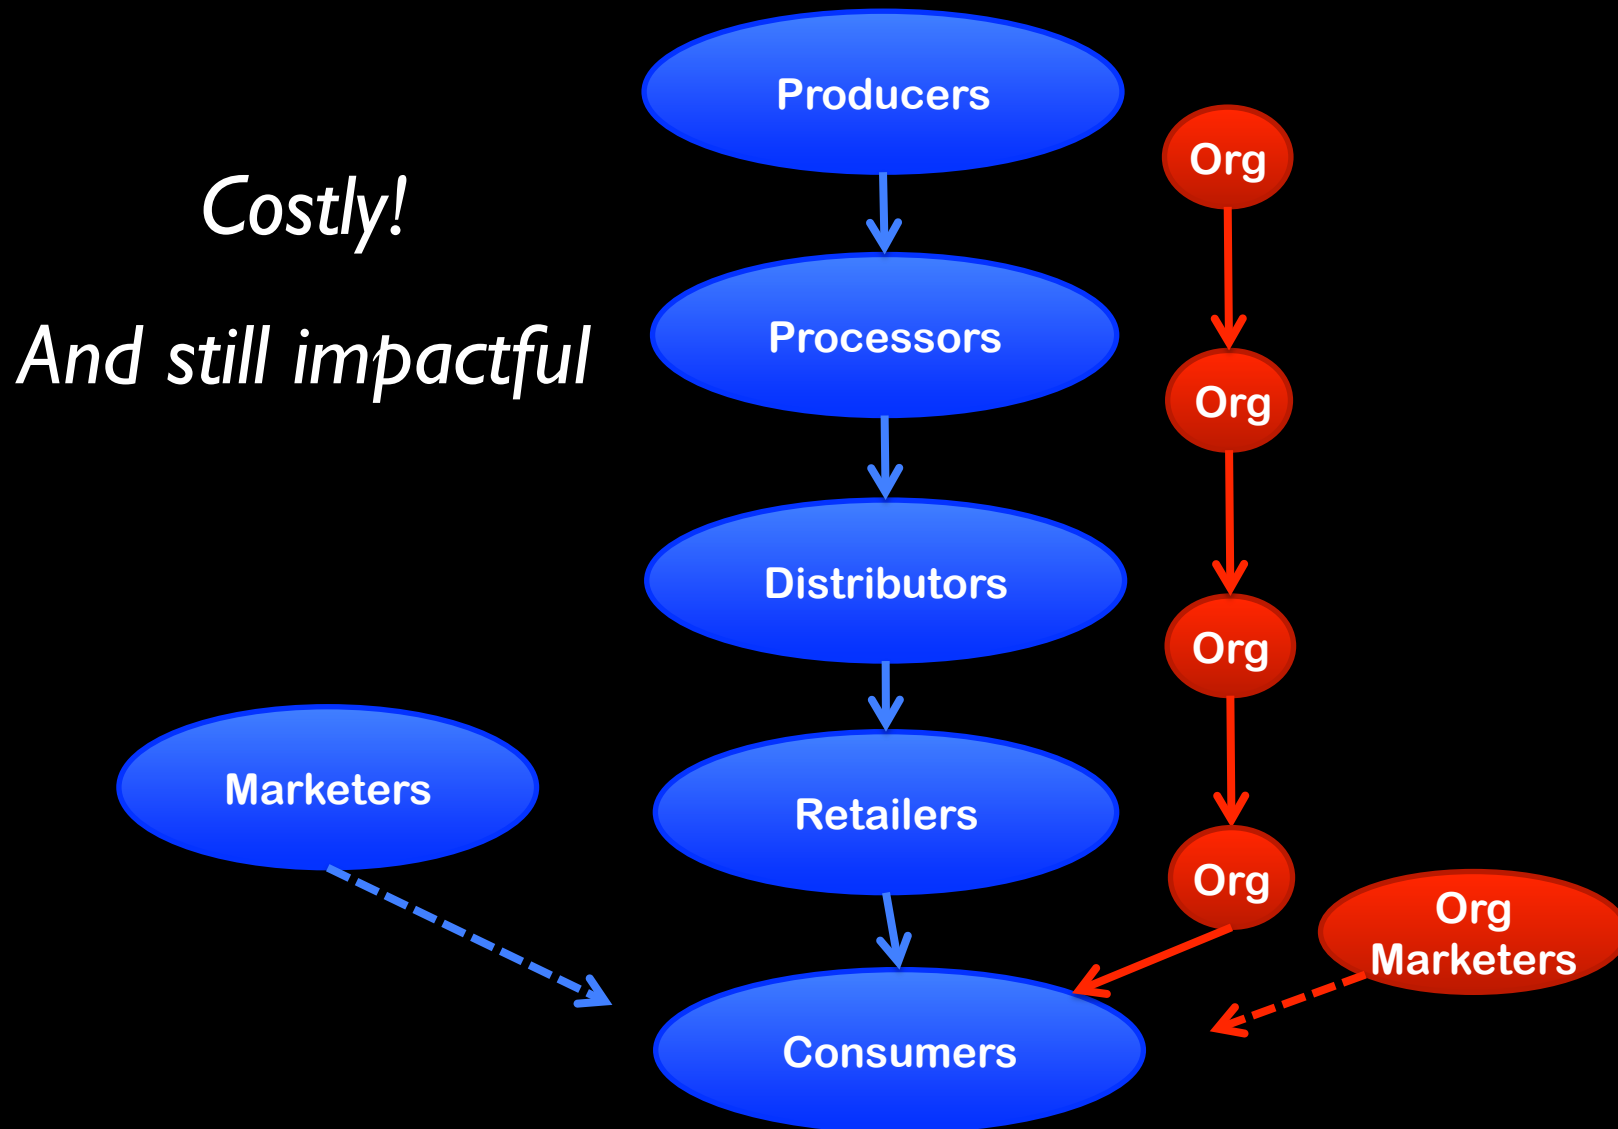 Costly!
And still impactful
Producers
Org
Processors
Org
Distributors
Org
Marketers
Retailers
Org
Org
Marketers
Consumers